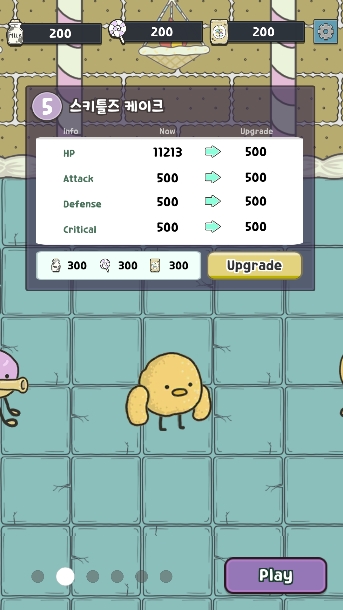 200 200 200
5 스키틀즈 케이크
Info Now Upgrade
HP 11213 500
Attack 500 500
Defense 500 500
Critical 500 500
300 300 300 Upgrade
Play